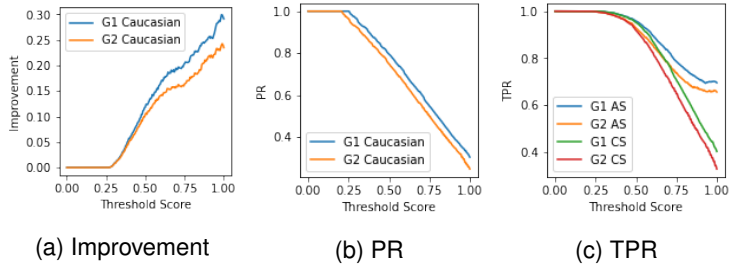 G1 Caucasian
G2 Caucasian
Improvement
0.30
0.25
0.20
0.15
0.10
0.05
0.00
0.00 0.25 0.50 0.75 1.00
Threshold Score
(a) Improvement
PR
1.0
0.8
0.6
0.4
G1 Caucasian
G2 Caucasian
0.00 0.25 0.50 0.75 1.00
Threshold Score
(b) PR
TPR
1.0
0.8
0.6
0.4
G1 AS
G2 AS
G1 CS
G2 CS
0.00 0.25 0.50 0.75 1.00
Threshold Score
(c) TPR